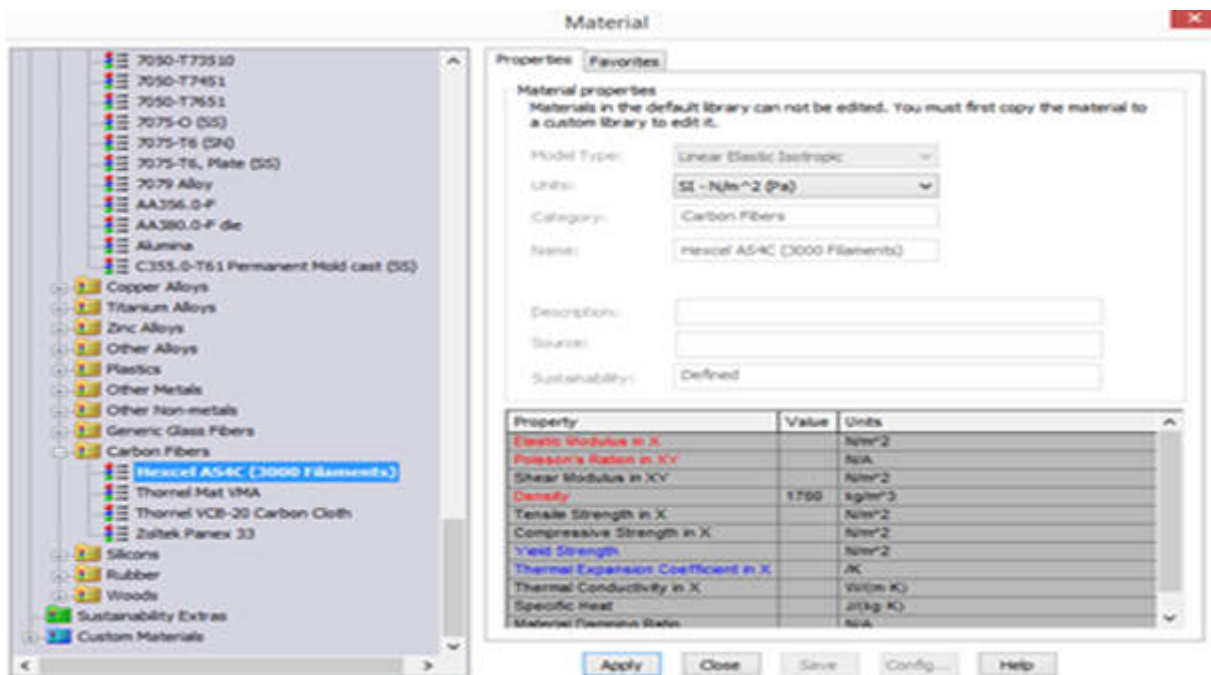 Material
7050-T73510
7050-T7451
7050-T7651
7075-O (SS)
7075-T6 (SN)
7075-T6, Plate (SS)
7079 Alloy
AA356.0-F
AA380.0-F die
Alumina
C355.0-T61 Permanent Mold cast (SS)
Copper Alloys
Titanium Alloys
Zinc Alloys
Other Alloys
Plastics
Other Metals
Other Non-metals
Generic Glass Fibers
Carbon Fibers
Hexcel AS4C (3000 Filaments)
Thornel Mat VMA
Thornel VCB-20 Carbon Cloth
Zoltek Panex 33
Silicons
Rubber
Woods
Sustainability Extras
Custom Materials
Properties Favorites
Material properties
Materials in the default library can not be edited. You must first copy the material to
a custom library to edit it.
Model Type: Linear Elastic Isotropic
Units: SI - N/m^2 (Pa)
Category: Carbon Fibers
Name: Hexcel AS4C (3000 Filaments)
Description:
Source:
Sustainability: Defined
Property Value Units
Elastic Modulus in X N/m^2
Poisson's Ration in XY N/A
Shear Modulus in XY N/m^2
Density 1780 kg/m^3
Tensile Strength in X N/m^2
Compressive Strength in X N/m^2
Yield Strength N/m^2
Thermal Expansion Coefficient in X /K
Thermal Conductivity in X W/(m·K)
Specific Heat J/(kg·K)
Material Damping Ratio N/A
Apply Close Save Config... Help